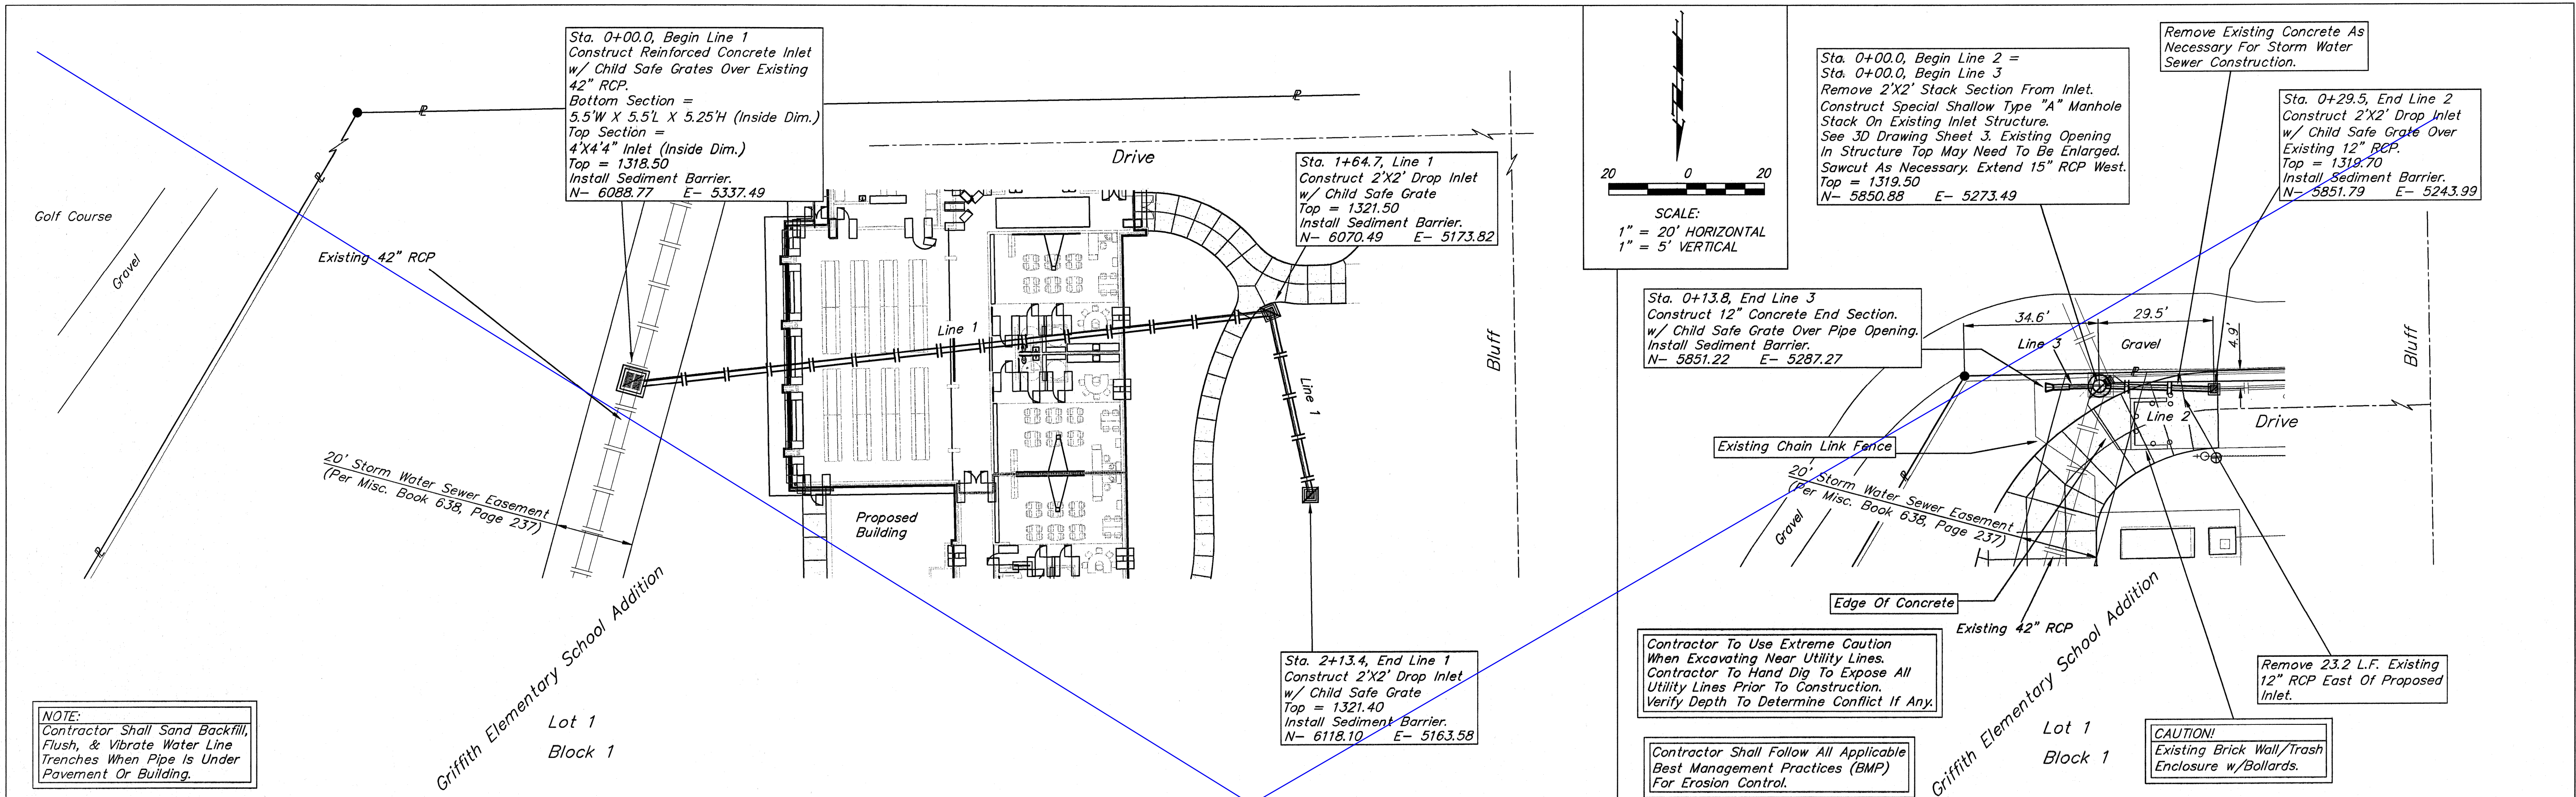 Sta. 0+00.0, Begin Line 1
Construct Reinforced Concrete Inlet
w/ Child Safe Grates Over Existing
42" RCP.
Bottom Section =
5.5'W X 5.5'L X 5.25'H (Inside Dim.)
Top Section =
4'X4'4" Inlet (Inside Dim.)
Top = 1318.50
Install Sediment Barrier.
N- 6088.77 E- 5337.49
Golf Course
Gravel
Existing 42" RCP
20' Storm Water Sewer Easement
(Per Misc. Book 638, Page 237)
Drive
Sta. 1+64.7, Line 1
Construct 2'X2' Drop Inlet
w/ Child Safe Grate
Top = 1321.50
Install Sediment Barrier.
N- 6070.49 E- 5173.82
Line 1
Line 1
Bluff
Proposed
Building
Sta. 2+13.4, End Line 1
Construct 2'X2' Drop Inlet
w/ Child Safe Grate
Top = 1321.40
Install Sediment Barrier.
N- 6118.10 E- 5163.58
Griffith Elementary School Addition
Lot 1
Block 1
NOTE:
Contractor Shall Sand Backfill,
Flush, & Vibrate Water Line
Trenches When Pipe Is Under
Pavement Or Building.
20 0 20
SCALE:
1" = 20' HORIZONTAL
1" = 5' VERTICAL
Sta. 0+00.0, Begin Line 2 =
Sta. 0+00.0, Begin Line 3
Remove 2'X2' Stack Section From Inlet.
Construct Special Shallow Type "A" Manhole
Stack On Existing Inlet Structure.
See 3D Drawing Sheet 3. Existing Opening
In Structure Top May Need To Be Enlarged.
Sawcut As Necessary. Extend 15" RCP West.
Top = 1319.50
N- 5850.88 E- 5273.49
Remove Existing Concrete As
Necessary For Storm Water
Sewer Construction.
Sta. 0+29.5, End Line 2
Construct 2'X2' Drop Inlet
w/ Child Safe Grate Over
Existing 12" RCP.
Top = 1319.70
Install Sediment Barrier.
N- 5851.79 E- 5243.99
Sta. 0+13.8, End Line 3
Construct 12" Concrete End Section.
w/ Child Safe Grate Over Pipe Opening.
Install Sediment Barrier.
N- 5851.22 E- 5287.27
34.6'
29.5'
4.9'
Line 3
Gravel
Line 2
Drive
Bluff
Existing Chain Link Fence
20' Storm Water Sewer Easement
(Per Misc. Book 638, Page 237)
Gravel
Edge Of Concrete
Existing 42" RCP
Contractor To Use Extreme Caution
When Excavating Near Utility Lines.
Contractor To Hand Dig To Expose All
Utility Lines Prior To Construction.
Verify Depth To Determine Conflict If Any.
Contractor Shall Follow All Applicable
Best Management Practices (BMP)
For Erosion Control.
Griffith Elementary School Addition
Lot 1
Block 1
Remove 23.2 L.F. Existing
12" RCP East Of Proposed
Inlet.
CAUTION!
Existing Brick Wall/Trash
Enclosure w/Bollards.